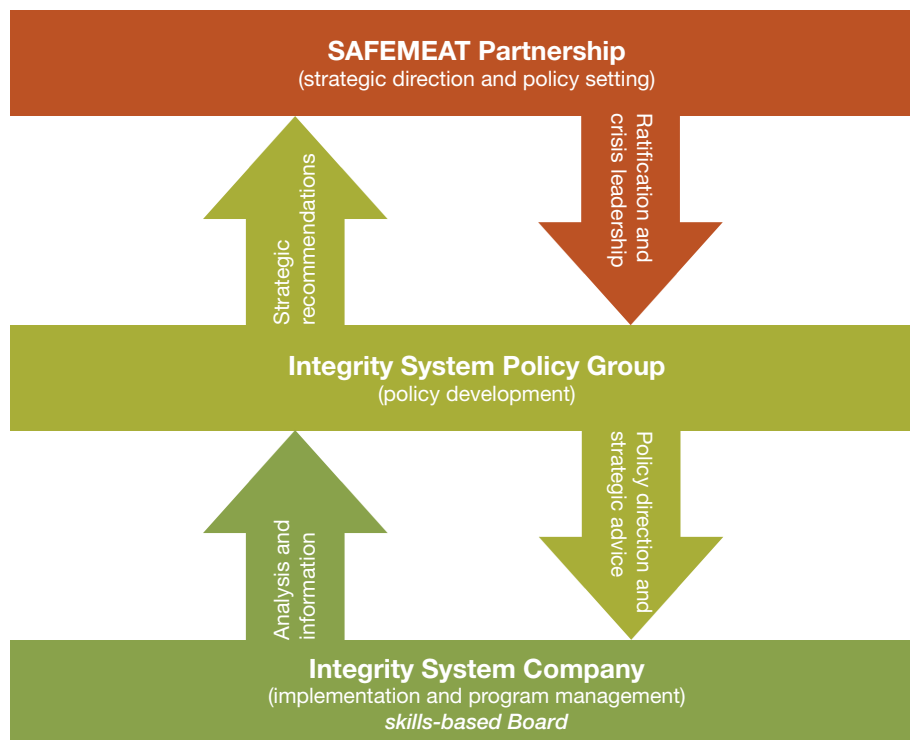 SAFEMEAT Partnership
(strategic direction and policy setting)
Strategic
recommendations
Ratification and
crisis leadership
Integrity System Policy Group
(policy development)
Analysis and
information
Policy direction and
strategic advice
Integrity System Company
(implementation and program management)
skills-based Board